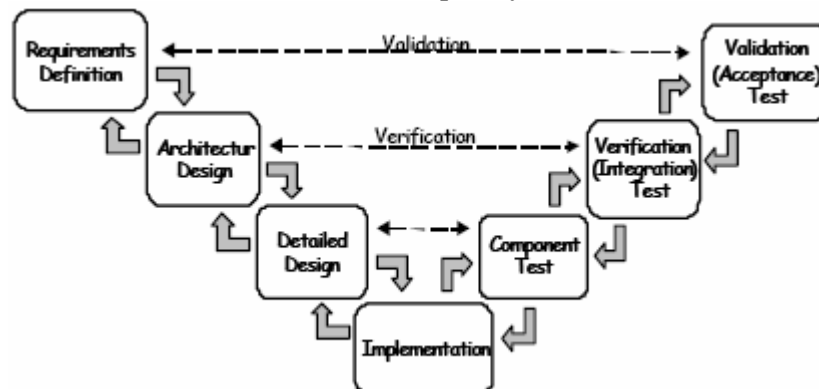 Requirements
Definition
Validation
Validation
(Acceptance)
Test
Architectur
Design
Verification
Verification
(Integration)
Test
Detailed
Design
Component
Test
Implementation